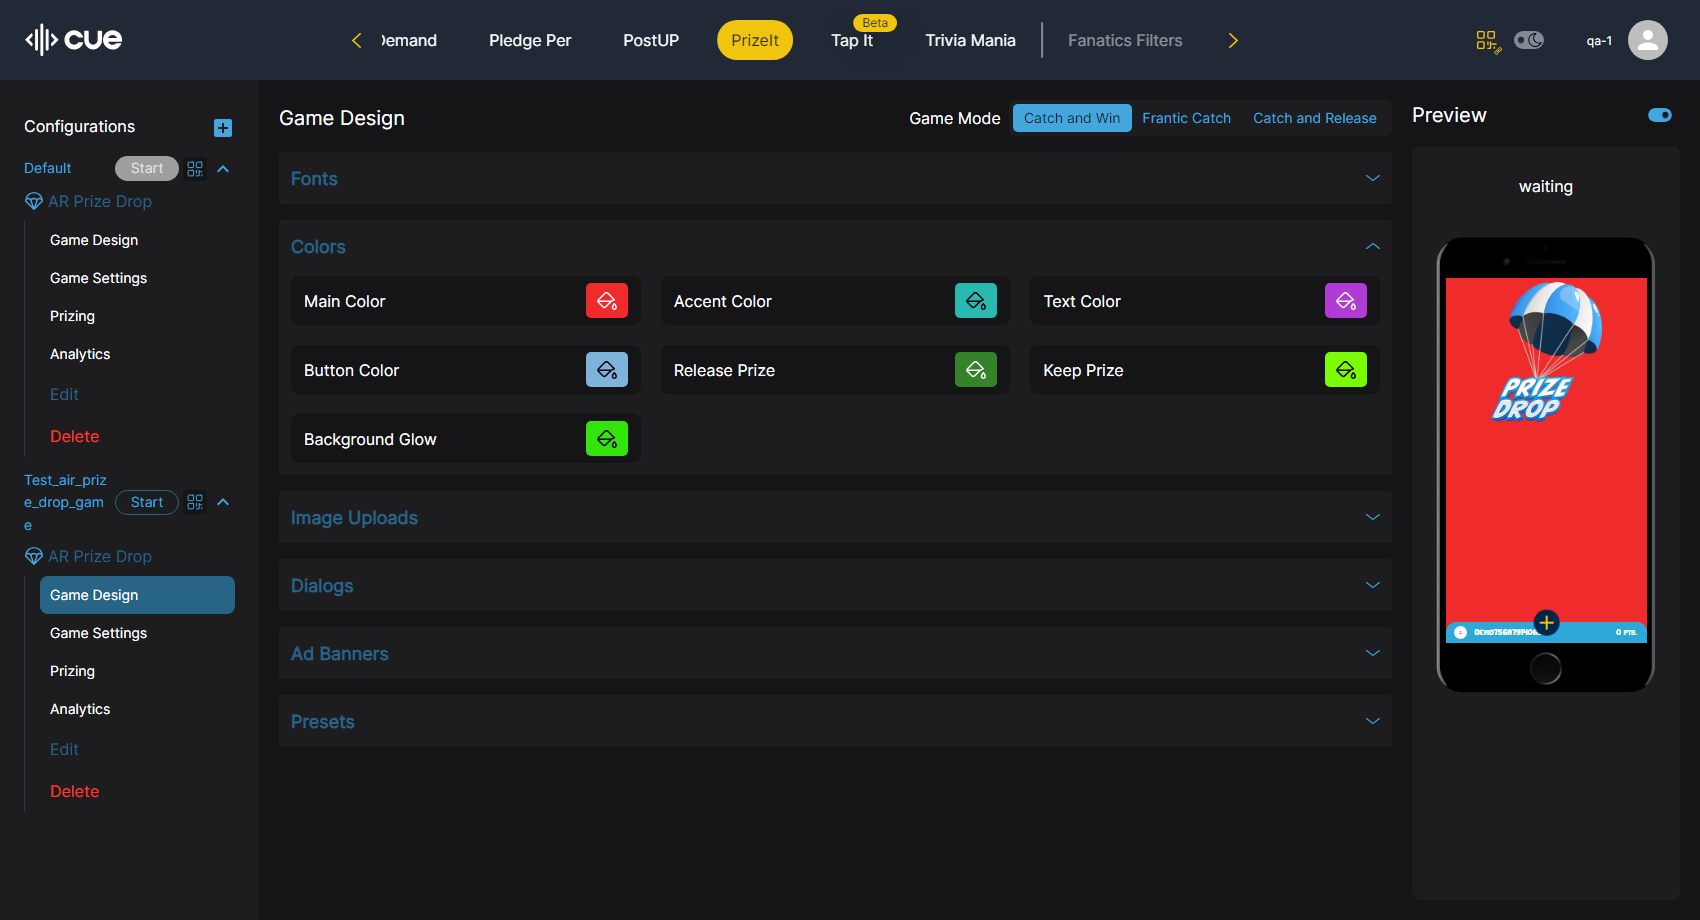 cue
Pledge Per
PostUP
PrizeIt
Beta
Tap It
Trivia Mania
Fanatics Filters
qa-1
Configurations
Default
Start
AR Prize Drop
Game Design
Game Settings
Prizing
Analytics
Edit
Delete
Test_air_priz
e_drop_gam
e
Start
AR Prize Drop
Game Design
Game Settings
Prizing
Analytics
Edit
Delete
Game Design
Game Mode
Catch and Win
Frantic Catch
Catch and Release
Fonts
Colors
Main Color
Accent Color
Text Color
Button Color
Release Prize
Keep Prize
Background Glow
Image Uploads
Dialogs
Ad Banners
Presets
Preview
waiting
PRIZE
DROP
0 PTS.